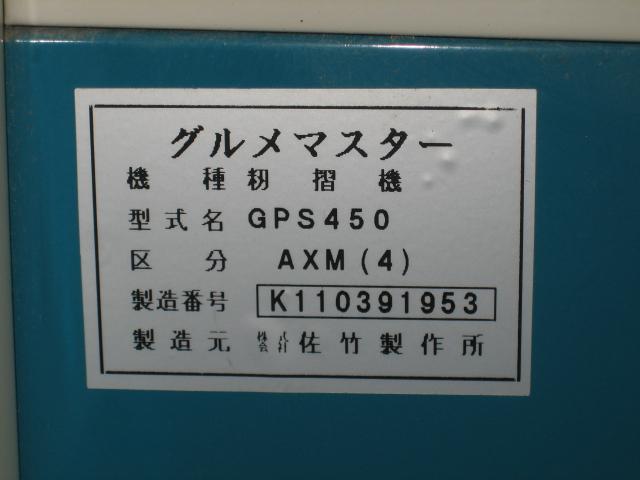 グルメマスター
機種 籾摺機
型式名 GPS450
区分 AXM(4)
製造番号 K110391953
製造元 株式会社 佐竹製作所